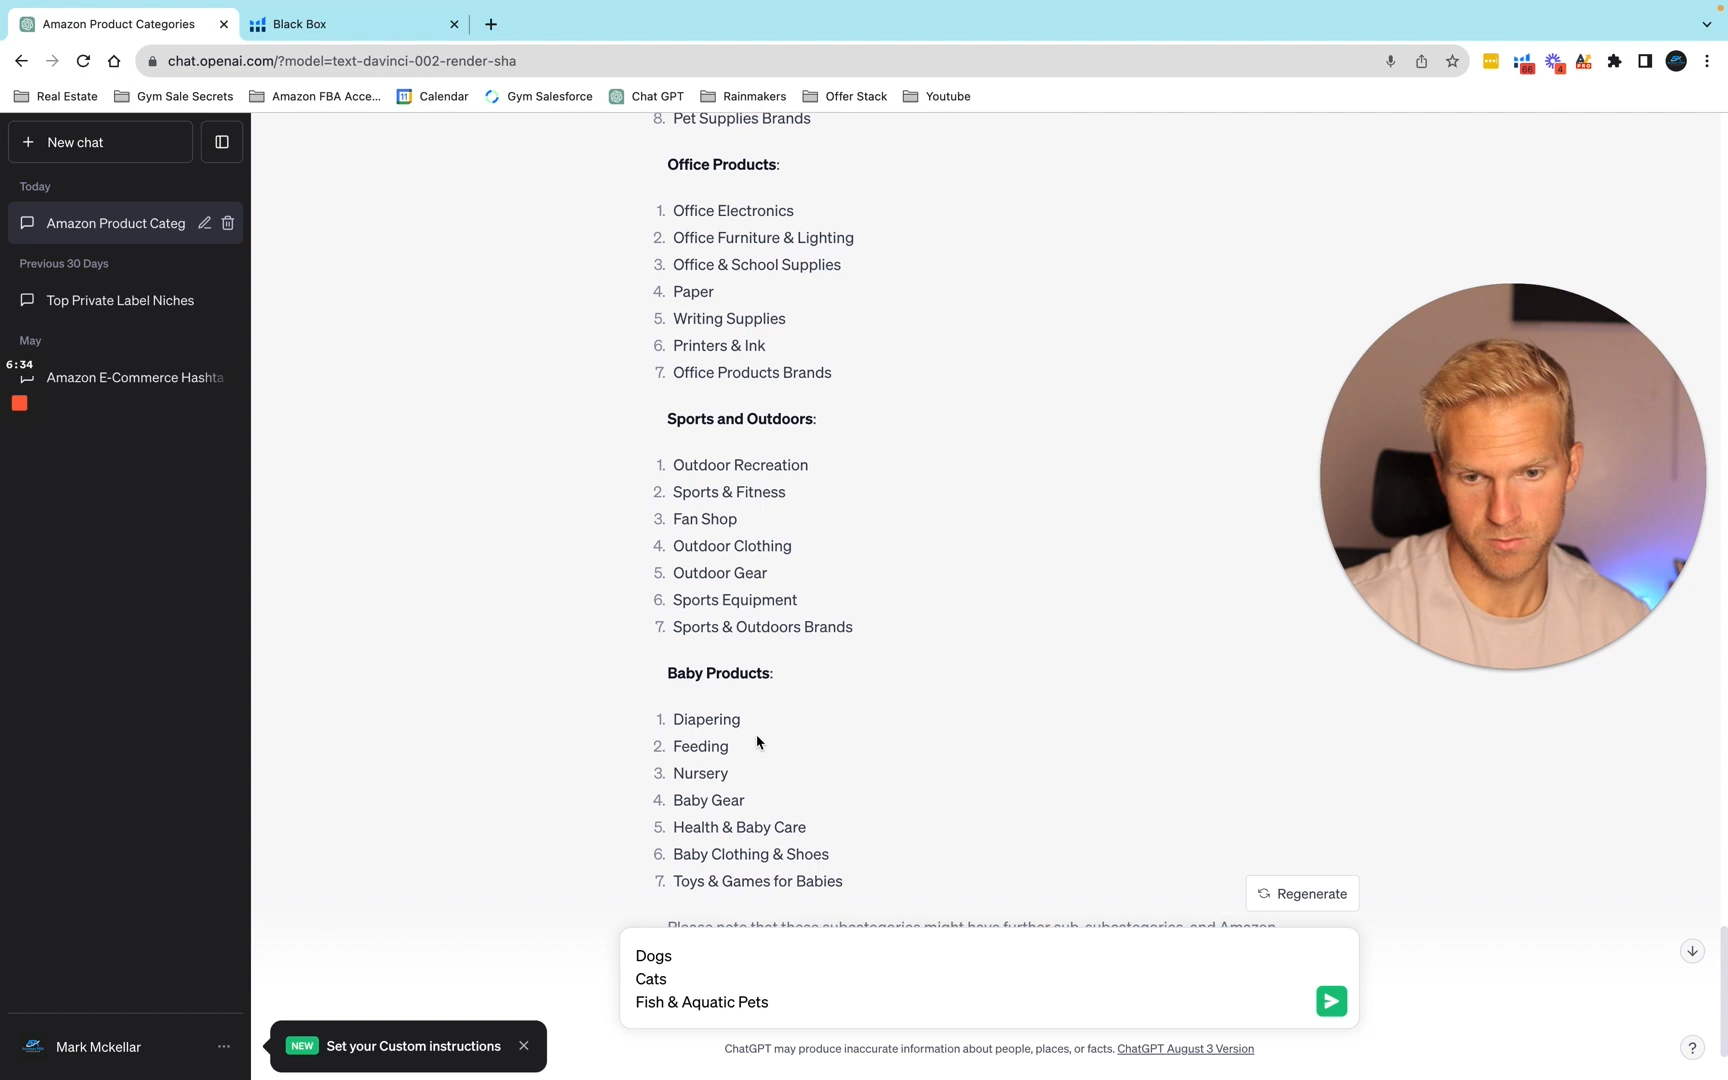 Amazon Product Categories
Black Box
chat.openai.com/?model=text-davinci-002-render-sha
66
4
PRO
Real Estate
Gym Sale Secrets
Amazon FBA Acce...
11
Calendar
Gym Salesforce
Chat GPT
Rainmakers
Offer Stack
Youtube
New chat
Today
Amazon Product Categ
Previous 30 Days
Top Private Label Niches
May
6:34
Amazon E-Commerce Hashta
8. Pet Supplies Brands
Office Products:
1. Office Electronics
2. Office Furniture & Lighting
3. Office & School Supplies
4. Paper
5. Writing Supplies
6. Printers & Ink
7. Office Products Brands
Sports and Outdoors:
1. Outdoor Recreation
2. Sports & Fitness
3. Fan Shop
4. Outdoor Clothing
5. Outdoor Gear
6. Sports Equipment
7. Sports & Outdoors Brands
Baby Products:
1. Diapering
2. Feeding
3. Nursery
4. Baby Gear
5. Health & Baby Care
6. Baby Clothing & Shoes
7. Toys & Games for Babies
Regenerate
Please note that these subcategories might have further sub-subcategories, and Amazon
Dogs
Cats
Fish & Aquatic Pets
Mark Mckellar
NEW Set your Custom instructions
ChatGPT may produce inaccurate information about people, places, or facts. ChatGPT August 3 Version
?